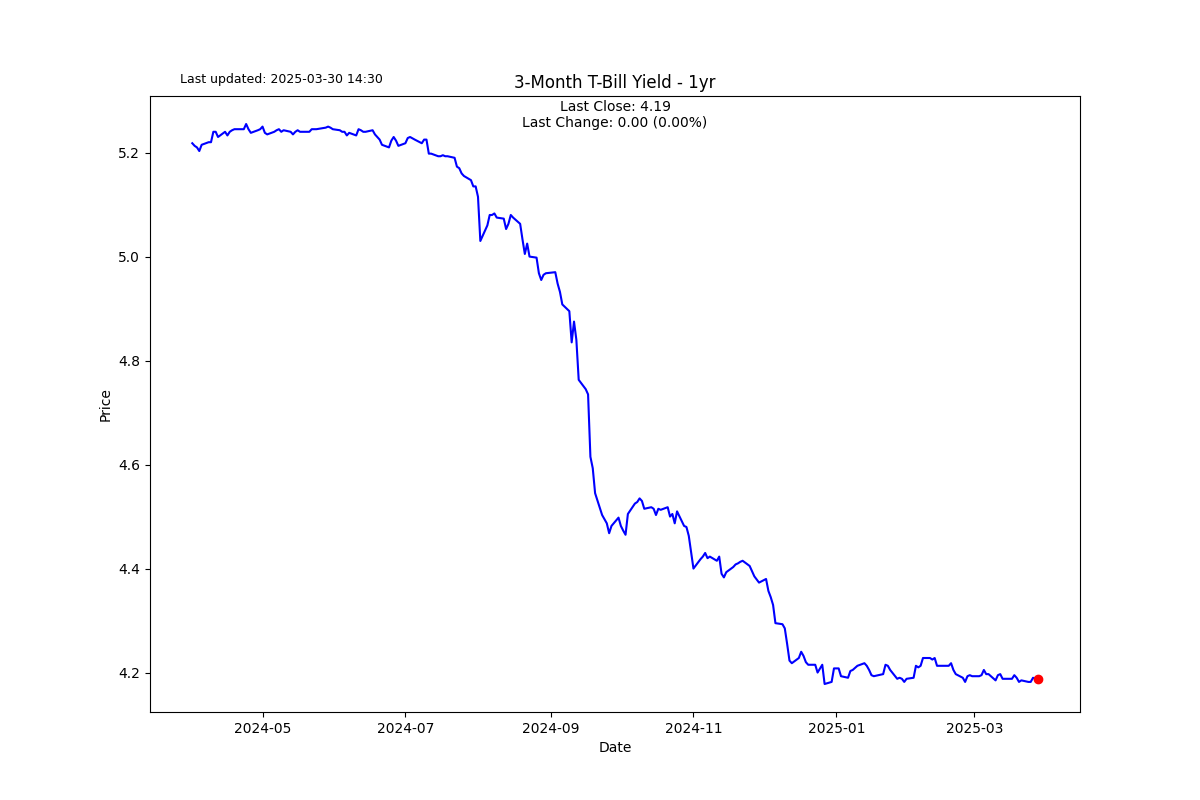 Last updated: 2025-03-30 14:30
3-Month T-Bill Yield - 1yr
Last Close: 4.19
Last Change: 0.00 (0.00%)
5.2
5.0
4.8
4.6
4.4
4.2
Price
2024-05
2024-07
2024-09
2024-11
2025-01
2025-03
Date